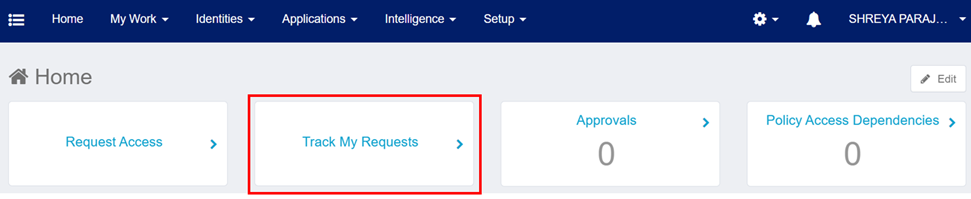 Home My Work Identities Applications Intelligence Setup SHREYA PARAJ...
Home
Edit
Request Access
Track My Requests
Approvals
0
Policy Access Dependencies
0